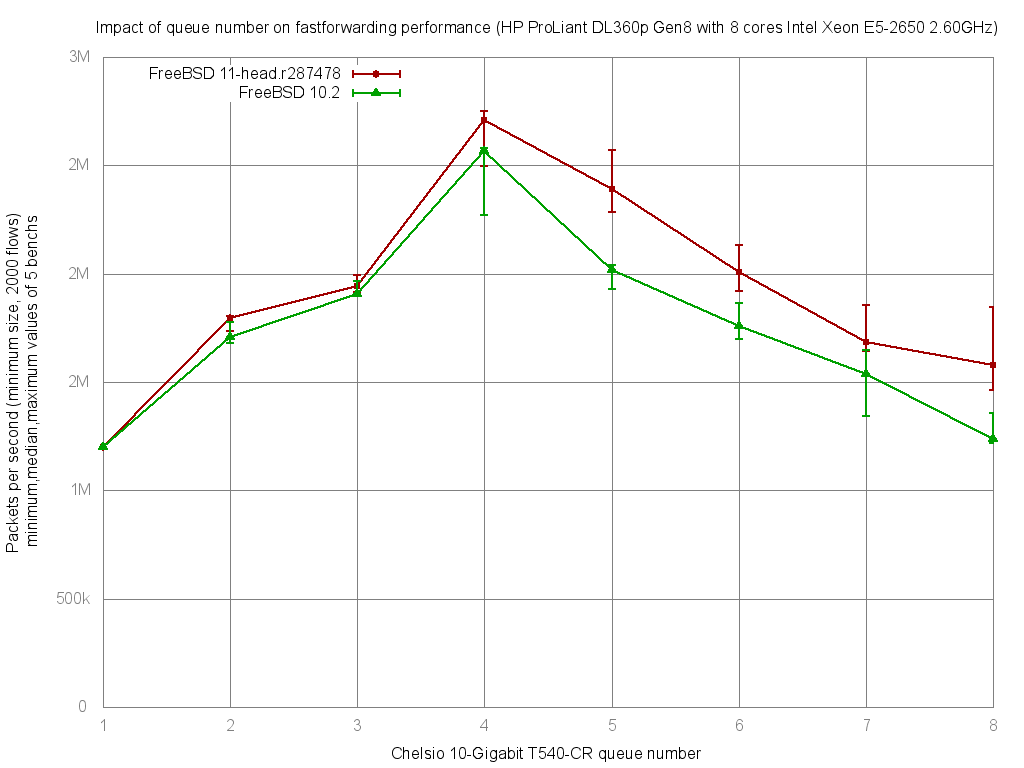 Impact of queue number on fastforwarding performance (HP ProLiant DL360p Gen8 with 8 cores Intel Xeon E5-2650 2.60GHz)
FreeBSD 11-head.r287478
FreeBSD 10.2
3M
2M
2M
2M
1M
500k
0
Packets per second (minimum size, 2000 flows)
minimum,median,maximum values of 5 benchs
1 2 3 4 5 6 7 8
Chelsio 10-Gigabit T540-CR queue number